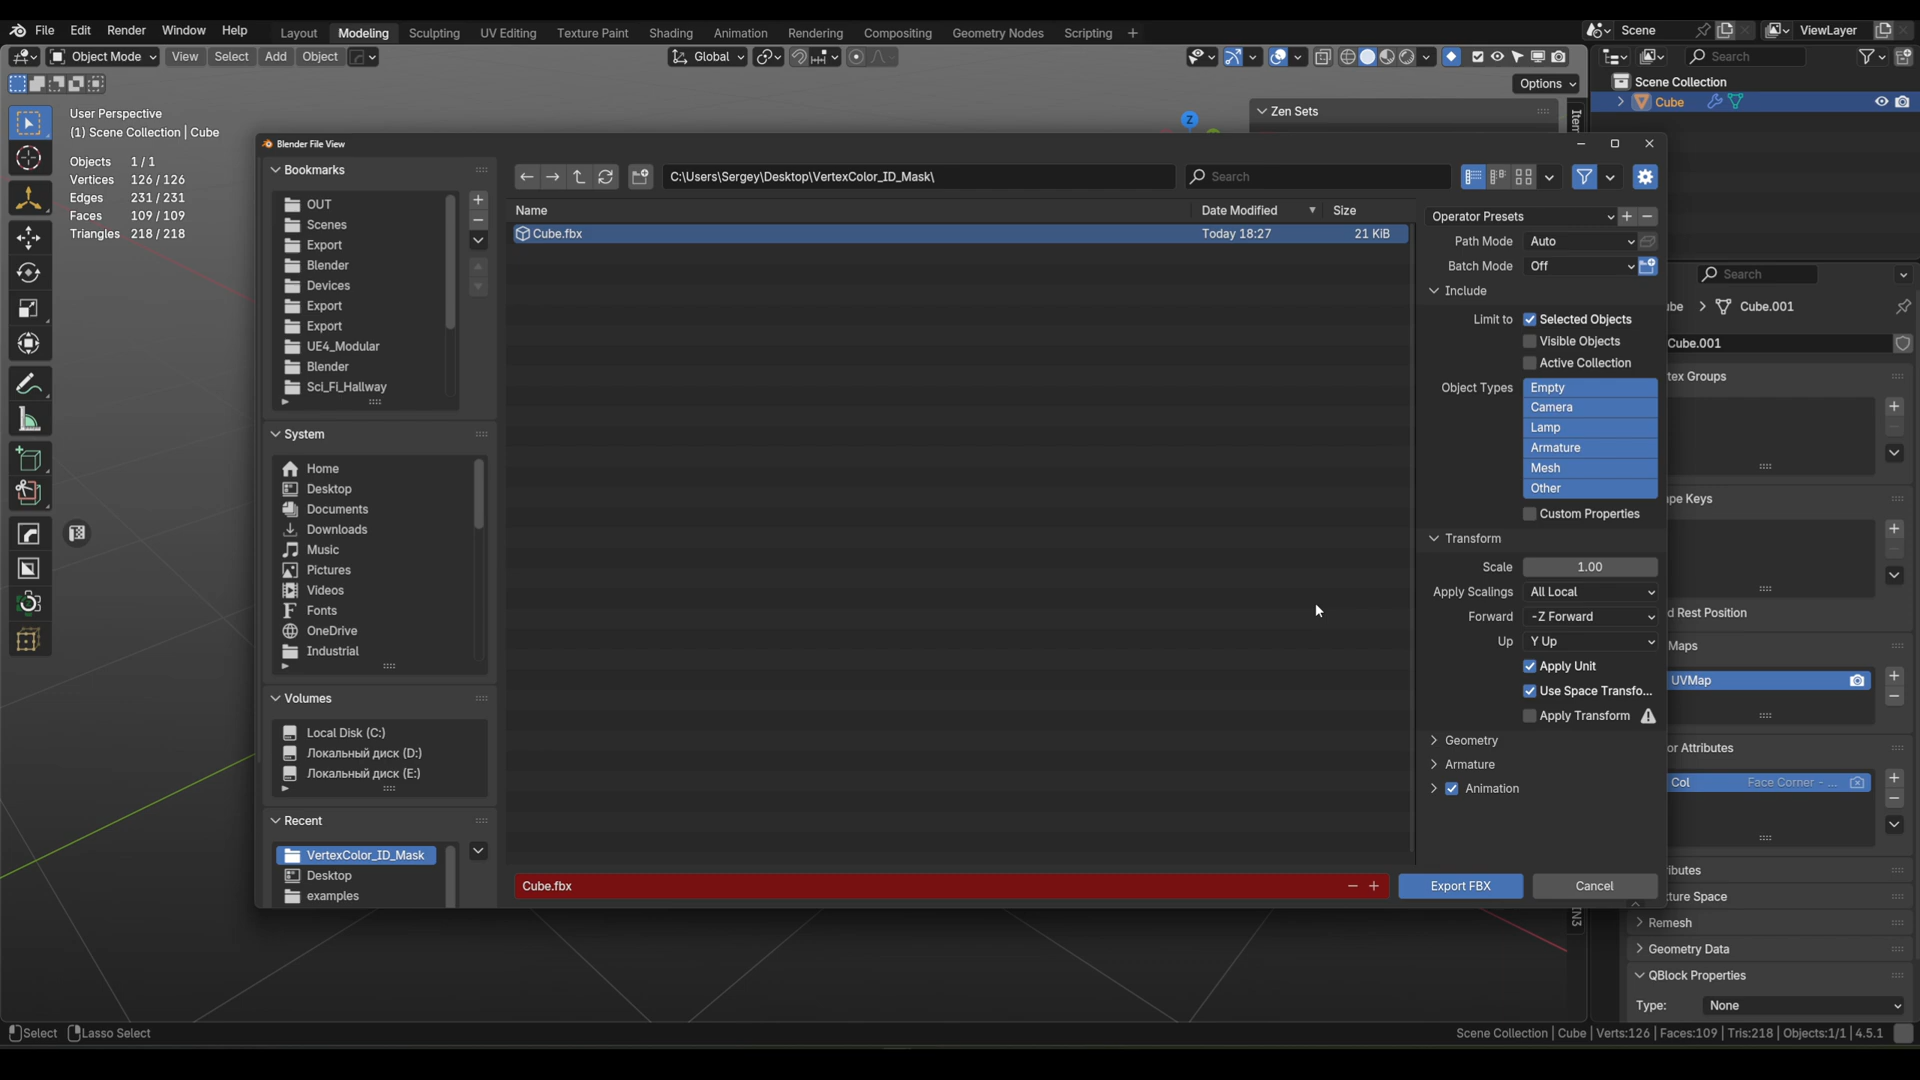 File Edit Render Window Help Layout Modeling Sculpting UV Editing Texture Paint Shading Animation Rendering Compositing Geometry Nodes Scripting + Scene ViewLayer
Object Mode View Select Add Object Global Search
Options
User Perspective
(1) Scene Collection | Cube
Objects 1/1
Vertices 126/126
Edges 231/231
Faces 109/109
Triangles 218/218
Z
Zen Sets
Item
Scene Collection
Cube
Blender File View
Bookmarks
OUT
Scenes
Export
Blender
Devices
Export
Export
UE4_Modular
Blender
Sci_Fi_Hallway
System
Home
Desktop
Documents
Downloads
Music
Pictures
Videos
Fonts
OneDrive
Industrial
Volumes
Local Disk (C:)
Локальный диск (D:)
Локальный диск (E:)
Recent
VertexColor_ID_Mask
Desktop
examples
C:\Users\Sergey\Desktop\VertexColor_ID_Mask\
Search
Name Date Modified Size
Cube.fbx Today 18:27 21 KiB
Cube.fbx
Export FBX
Cancel
Operator Presets
Path Mode Auto
Batch Mode Off
Include
Limit to Selected Objects
Visible Objects
Active Collection
Object Types Empty
Camera
Lamp
Armature
Mesh
Other
Custom Properties
Transform
Scale 1.00
Apply Scalings All Local
Forward -Z Forward
Up Y Up
Apply Unit
Use Space Transfo...
Apply Transform
Geometry
Armature
Animation
Search
be Cube.001
Cube.001
tex Groups
pe Keys
d Rest Position
Maps
UVMap
or Attributes
Col Face Corner - ...
ibutes
ture Space
Remesh
Geometry Data
QBlock Properties
Type: None
IN3
Select Lasso Select
Scene Collection | Cube | Verts:126 | Faces:109 | Tris:218 | Objects:1/1 | 4.5.1